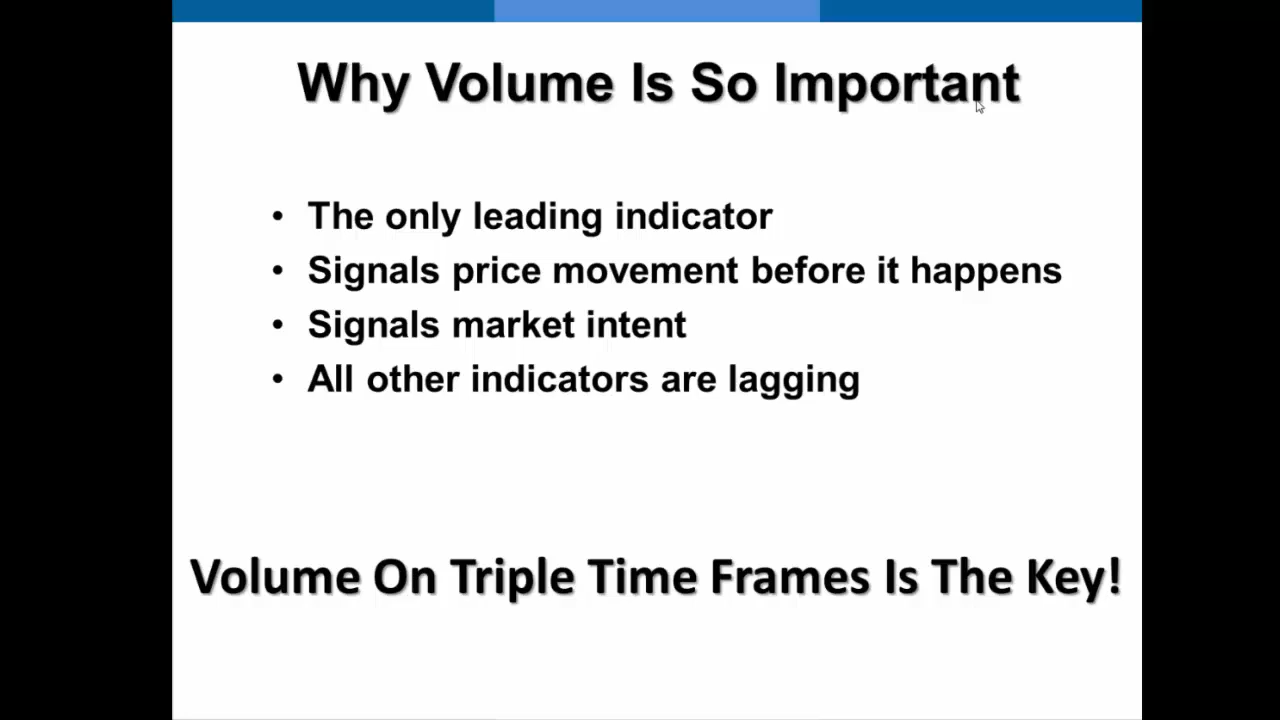 Why Volume Is So Important
• The only leading indicator
• Signals price movement before it happens
• Signals market intent
• All other indicators are lagging
Volume On Triple Time Frames Is The Key!